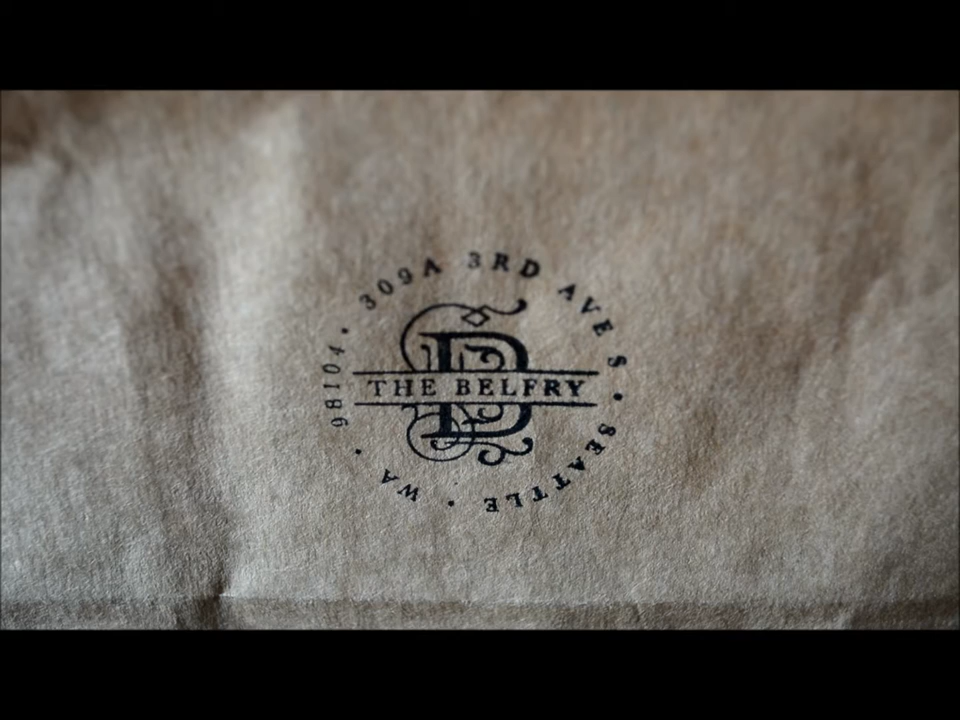 309A 3RD AVE S • SEATTLE • WA • 98104 •
B
THE BELFRY